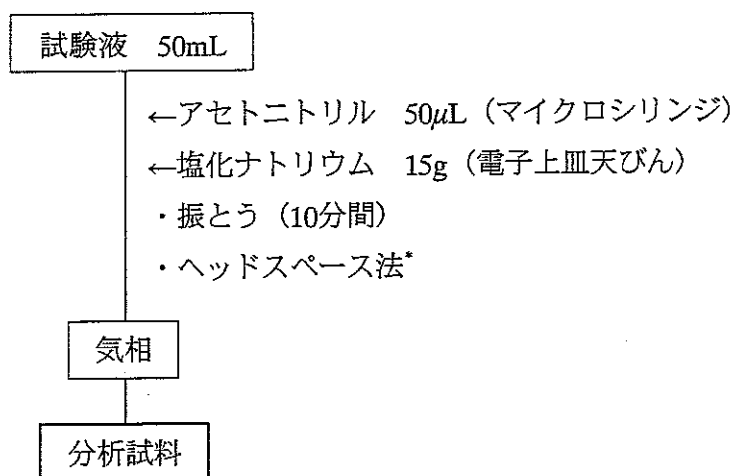 試験液　50mL
←アセトニトリル　50μL（マイクロシリンジ）
←塩化ナトリウム　15g（電子上皿天びん）
・振とう（10分間）
・ヘッドスペース法*
気相
分析試料